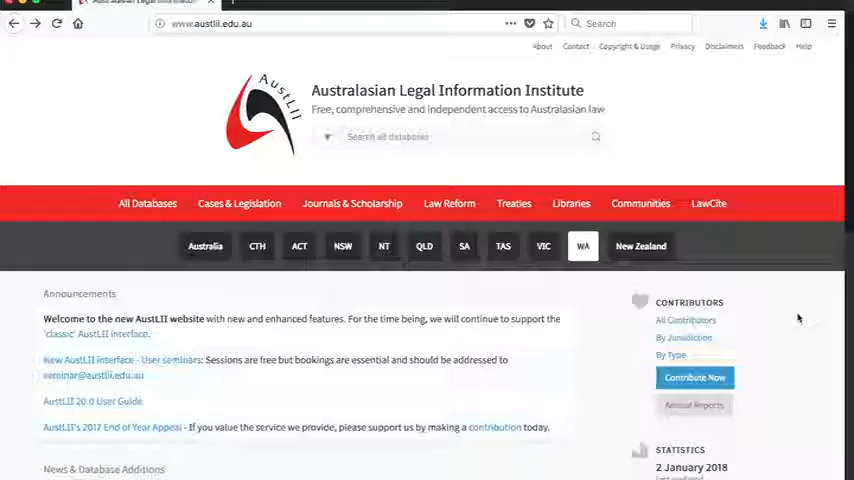 www.austlii.edu.au
Search
About Contact Copyright & Usage Privacy Disclaimers Feedback Help
AustLII
Australasian Legal Information Institute
Free, comprehensive and independent access to Australasian law
Search all databases
All Databases Cases & Legislation Journals & Scholarship Law Reform Treaties Libraries Communities LawCite
Australia CTH ACT NSW NT QLD SA TAS VIC WA New Zealand
Announcements
Welcome to the new AustLII website with new and enhanced features. For the time being, we will continue to support the
'classic' AustLII interface.
New AustLII interface - User seminars: Sessions are free but bookings are essential and should be addressed to
seminar@austlii.edu.au
AustLII 20.0 User Guide.
AustLII's 2017 End of Year Appeal - If you value the service we provide, please support us by making a contribution today.
News & Database Additions
CONTRIBUTORS
All Contributors
By Jurisdiction
By Type
Contribute Now
Annual Reports
STATISTICS
2 January 2018